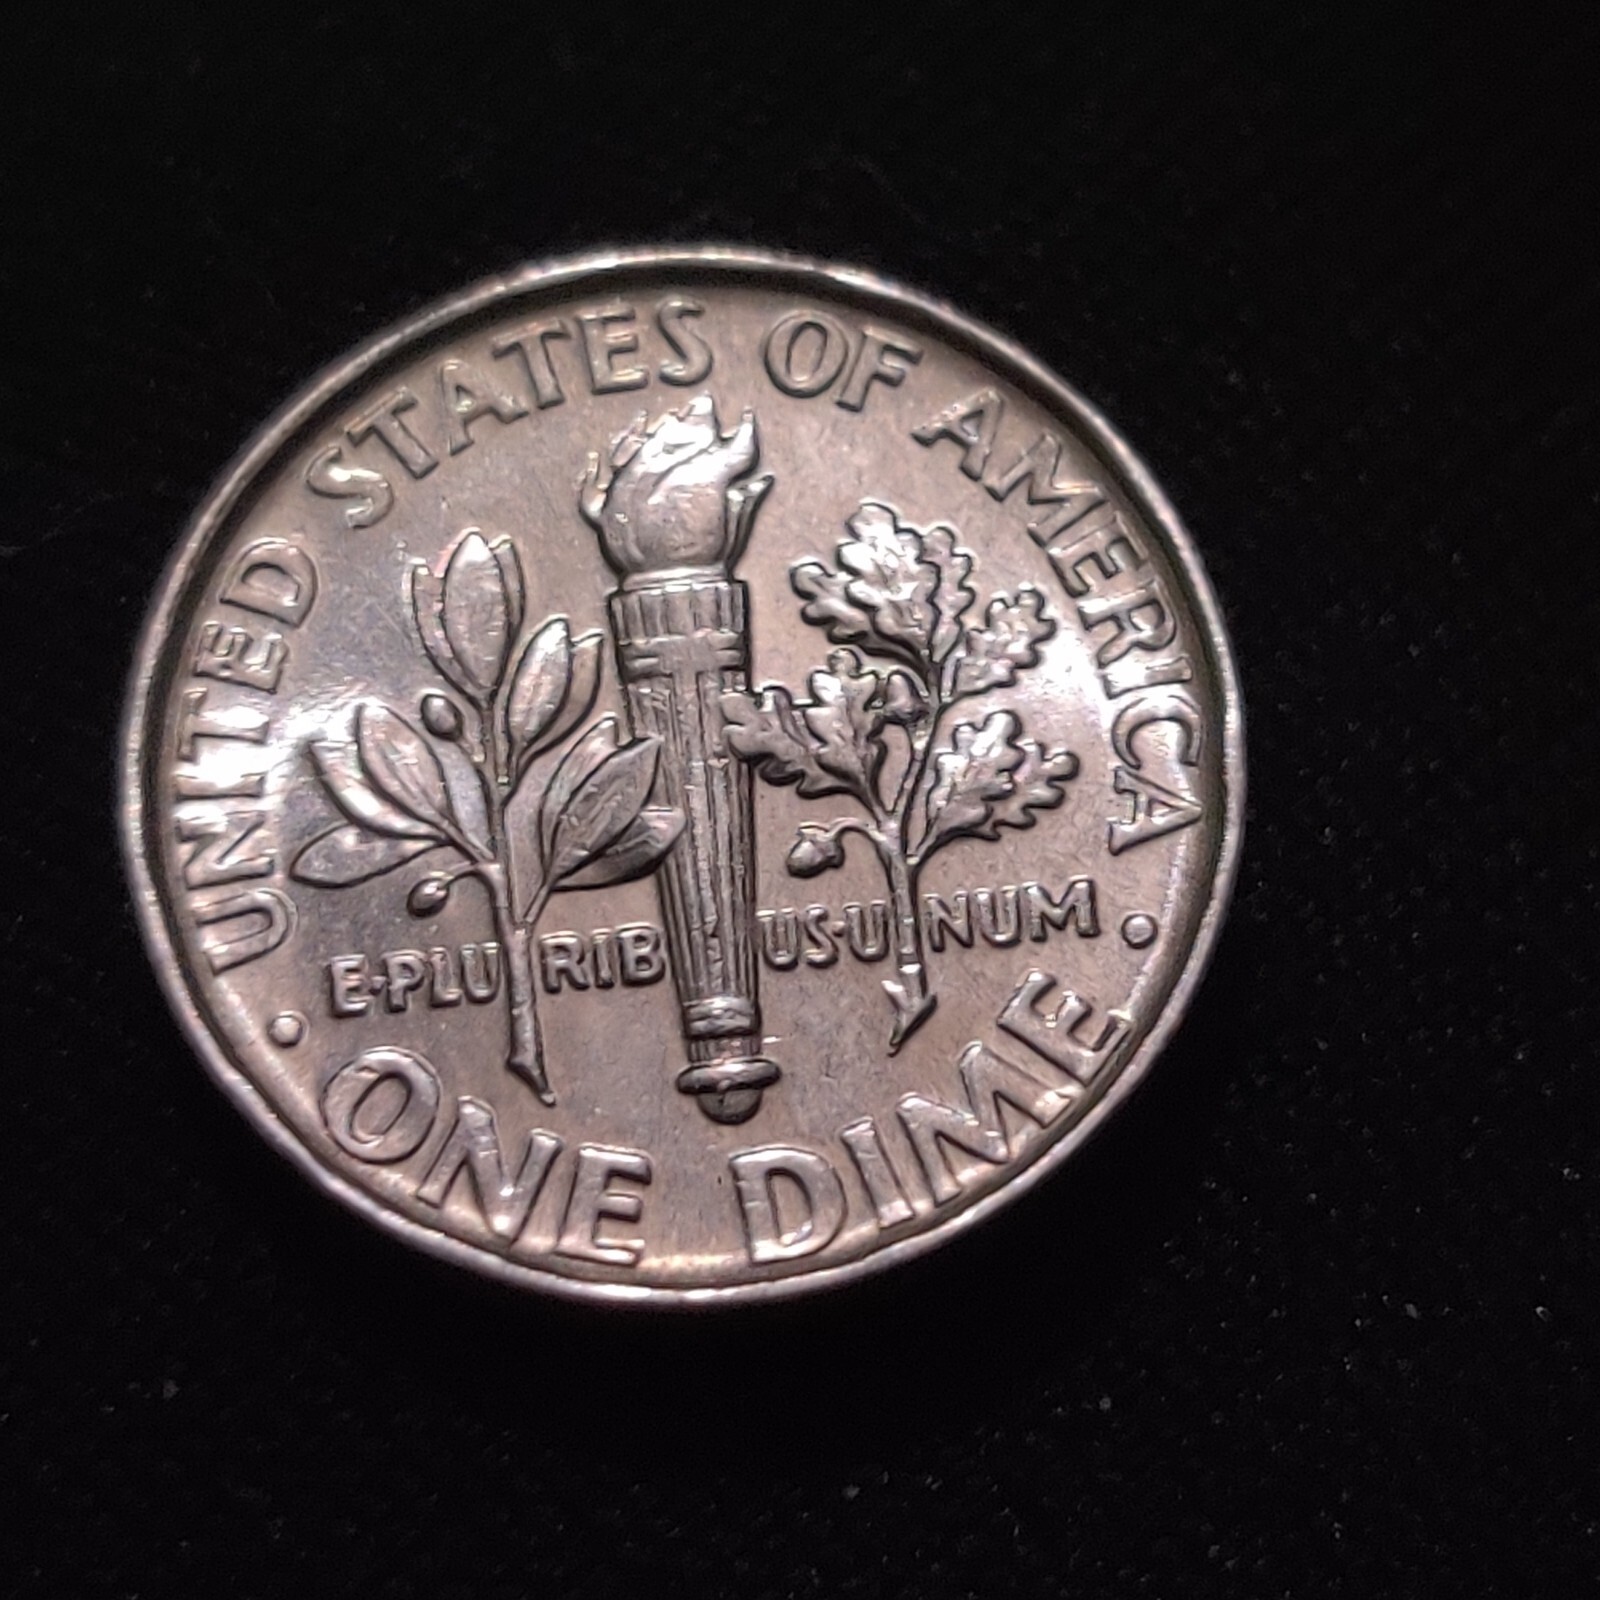 UNITED STATES OF AMERICA
E·PLURIBUS·UNUM
• ONE DIME •